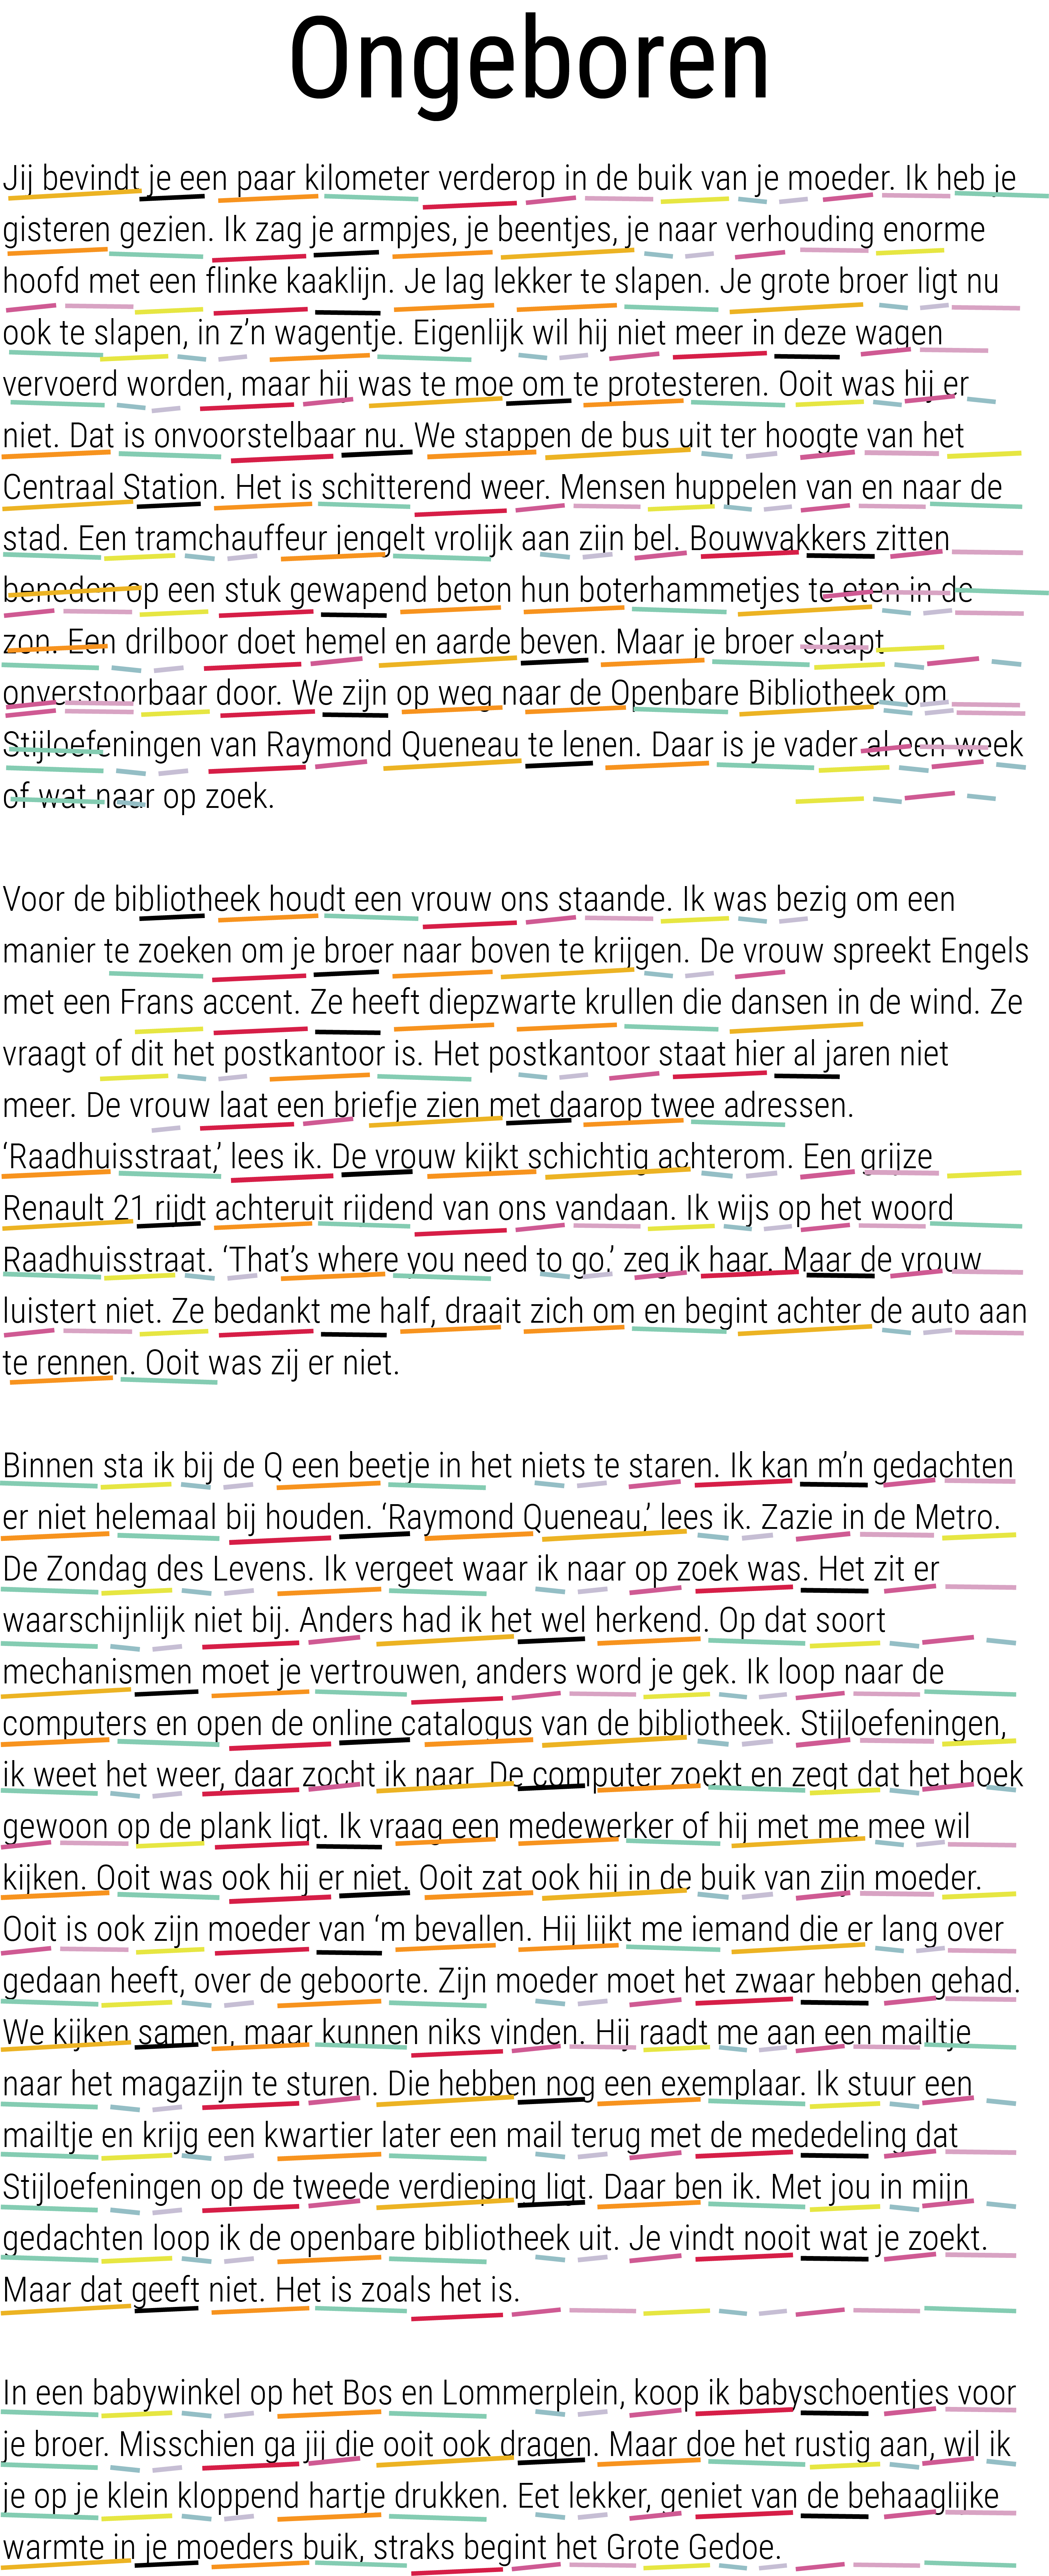 Ongeboren
Jij bevindt je een paar kilometer verderop in de buik van je moeder. Ik heb je
gisteren gezien. Ik zag je armpjes, je beentjes, je naar verhouding enorme
hoofd met een flinke kaaklijn. Je lag lekker te slapen. Je grote broer ligt nu
ook te slapen, in z’n wagentje. Eigenlijk wil hij niet meer in deze wagen
vervoerd worden, maar hij was te moe om te protesteren. Ooit was hij er
niet. Dat is onvoorstelbaar nu. We stappen de bus uit ter hoogte van het
Centraal Station. Het is schitterend weer. Mensen huppelen van en naar de
stad. Een tramchauffeur jengelt vrolijk aan zijn bel. Bouwvakkers zitten
beneden op een stuk gewapend beton hun boterhammetjes te eten in de
zon. Een drilboor doet hemel en aarde beven. Maar je broer slaapt
onverstoorbaar door. We zijn op weg naar de Openbare Bibliotheek om
Stijloefeningen van Raymond Queneau te lenen. Daar is je vader al een week
of wat naar op zoek.
Voor de bibliotheek houdt een vrouw ons staande. Ik was bezig om een
manier te zoeken om je broer naar boven te krijgen. De vrouw spreekt Engels
met een Frans accent. Ze heeft diepzwarte krullen die dansen in de wind. Ze
vraagt of dit het postkantoor is. Het postkantoor staat hier al jaren niet
meer. De vrouw laat een briefje zien met daarop twee adressen.
‘Raadhuisstraat,’ lees ik. De vrouw kijkt schichtig achterom. Een grijze
Renault 21 rijdt achteruit rijdend van ons vandaan. Ik wijs op het woord
Raadhuisstraat. ‘That’s where you need to go.’ zeg ik haar. Maar de vrouw
luistert niet. Ze bedankt me half, draait zich om en begint achter de auto aan
te rennen. Ooit was zij er niet.
Binnen sta ik bij de Q een beetje in het niets te staren. Ik kan m’n gedachten
er niet helemaal bij houden. ‘Raymond Queneau,’ lees ik. Zazie in de Metro.
De Zondag des Levens. Ik vergeet waar ik naar op zoek was. Het zit er
waarschijnlijk niet bij. Anders had ik het wel herkend. Op dat soort
mechanismen moet je vertrouwen, anders word je gek. Ik loop naar de
computers en open de online catalogus van de bibliotheek. Stijloefeningen,
ik weet het weer, daar zocht ik naar. De computer zoekt en zegt dat het boek
gewoon op de plank ligt. Ik vraag een medewerker of hij met me mee wil
kijken. Ooit was ook hij er niet. Ooit zat ook hij in de buik van zijn moeder.
Ooit is ook zijn moeder van ‘m bevallen. Hij lijkt me iemand die er lang over
gedaan heeft, over de geboorte. Zijn moeder moet het zwaar hebben gehad.
We kijken samen, maar kunnen niks vinden. Hij raadt me aan een mailtje
naar het magazijn te sturen. Die hebben nog een exemplaar. Ik stuur een
mailtje en krijg een kwartier later een mail terug met de mededeling dat
Stijloefeningen op de tweede verdieping ligt. Daar ben ik. Met jou in mijn
gedachten loop ik de openbare bibliotheek uit. Je vindt nooit wat je zoekt.
Maar dat geeft niet. Het is zoals het is.
In een babywinkel op het Bos en Lommerplein, koop ik babyschoentjes voor
je broer. Misschien ga jij die ooit ook dragen. Maar doe het rustig aan, wil ik
je op je klein kloppend hartje drukken. Eet lekker, geniet van de behaaglijke
warmte in je moeders buik, straks begint het Grote Gedoe.